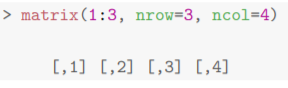 > matrix(1:3, nrow=3, ncol=4)
[,1] [,2] [,3] [,4]